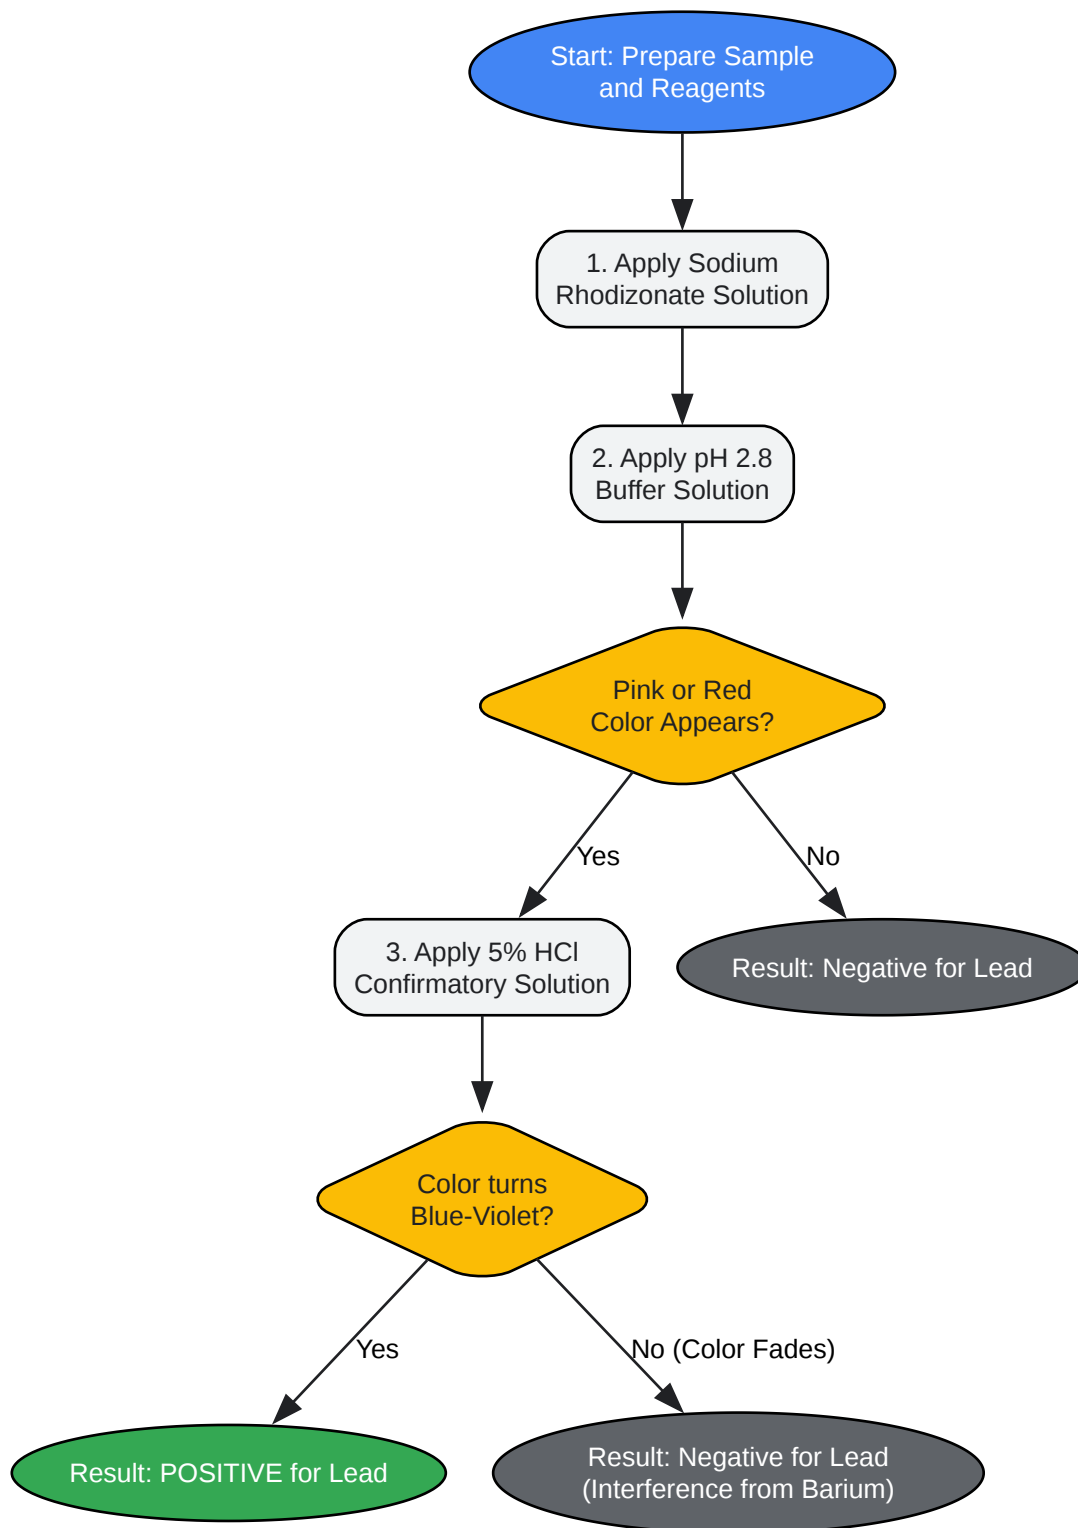 Start: Prepare Sample
and Reagents
1. Apply Sodium
Rhodizonate Solution
2. Apply pH 2.8
Buffer Solution
Pink or Red
Color Appears?
Yes
No
3. Apply 5% HCl
Confirmatory Solution
Result: Negative for Lead
Color turns
Blue-Violet?
Yes
No (Color Fades)
Result: POSITIVE for Lead
Result: Negative for Lead
(Interference from Barium)